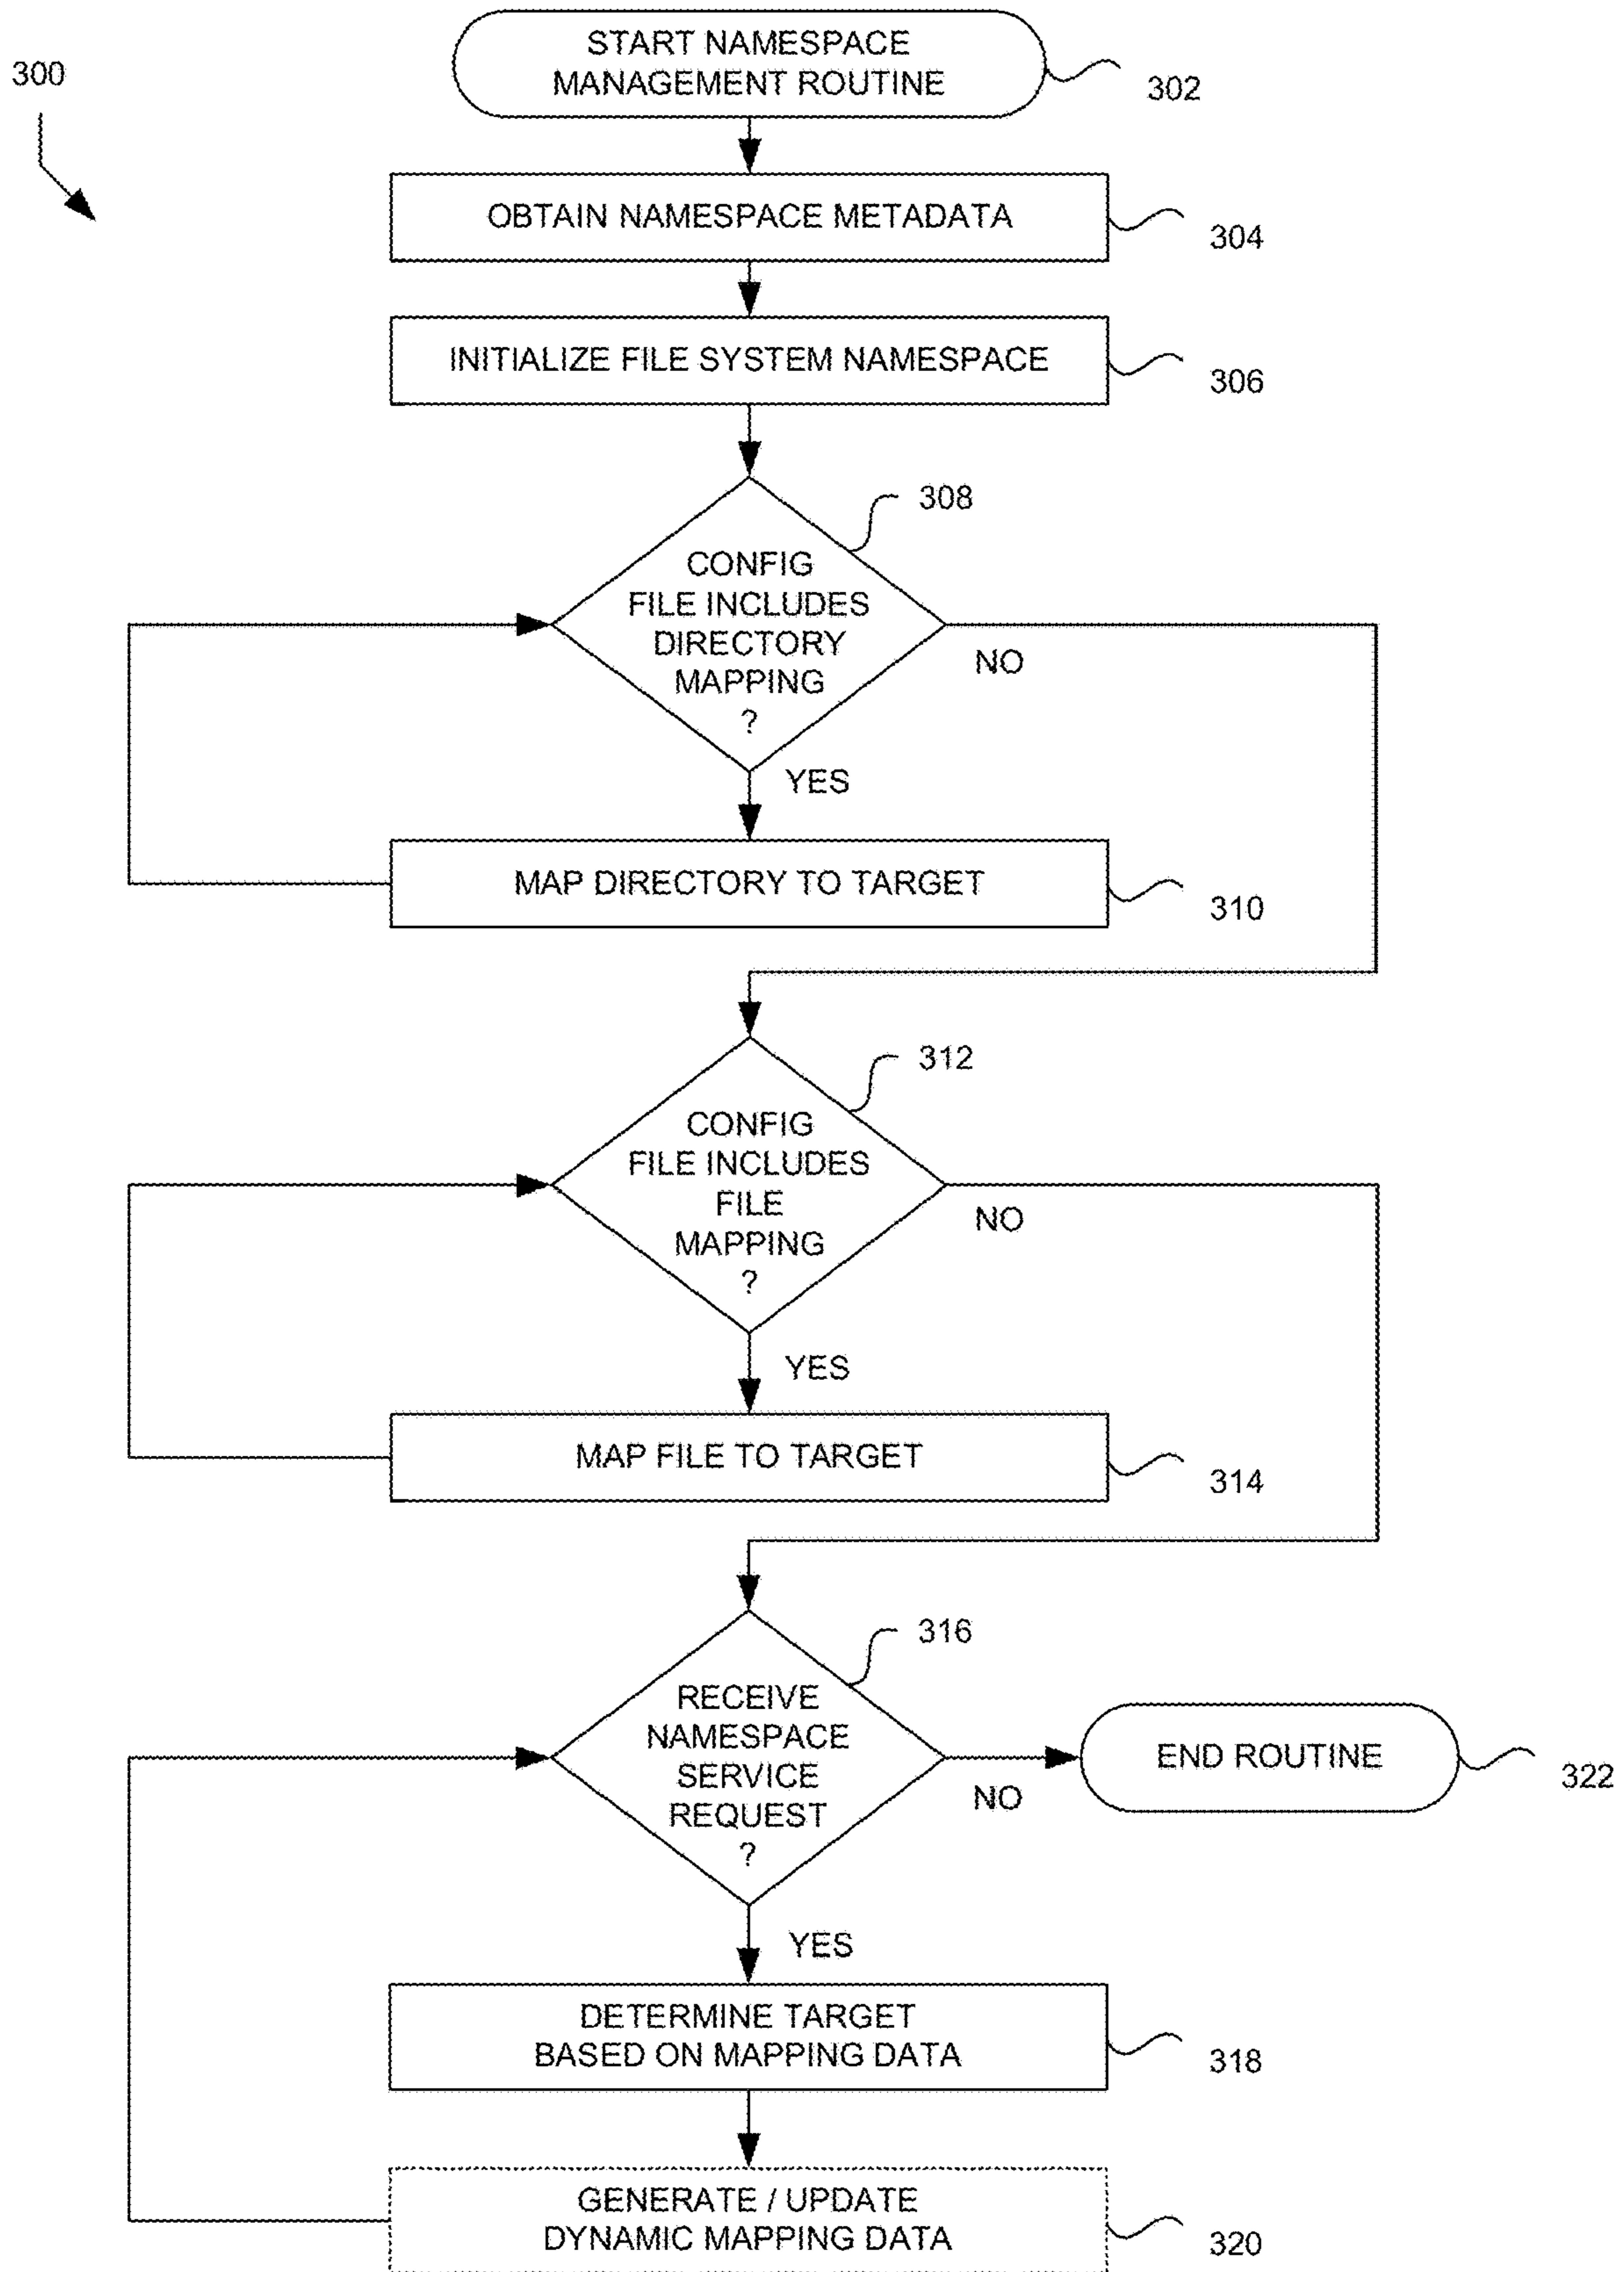 300
START NAMESPACE
MANAGEMENT ROUTINE
302
OBTAIN NAMESPACE METADATA
304
INITIALIZE FILE SYSTEM NAMESPACE
306
308
CONFIG
FILE INCLUDES
DIRECTORY
MAPPING
?
NO
YES
MAP DIRECTORY TO TARGET
310
312
CONFIG
FILE INCLUDES
FILE
MAPPING
?
NO
YES
MAP FILE TO TARGET
314
316
RECEIVE
NAMESPACE
SERVICE
REQUEST
?
NO
END ROUTINE
322
YES
DETERMINE TARGET
BASED ON MAPPING DATA
318
GENERATE / UPDATE
DYNAMIC MAPPING DATA
320